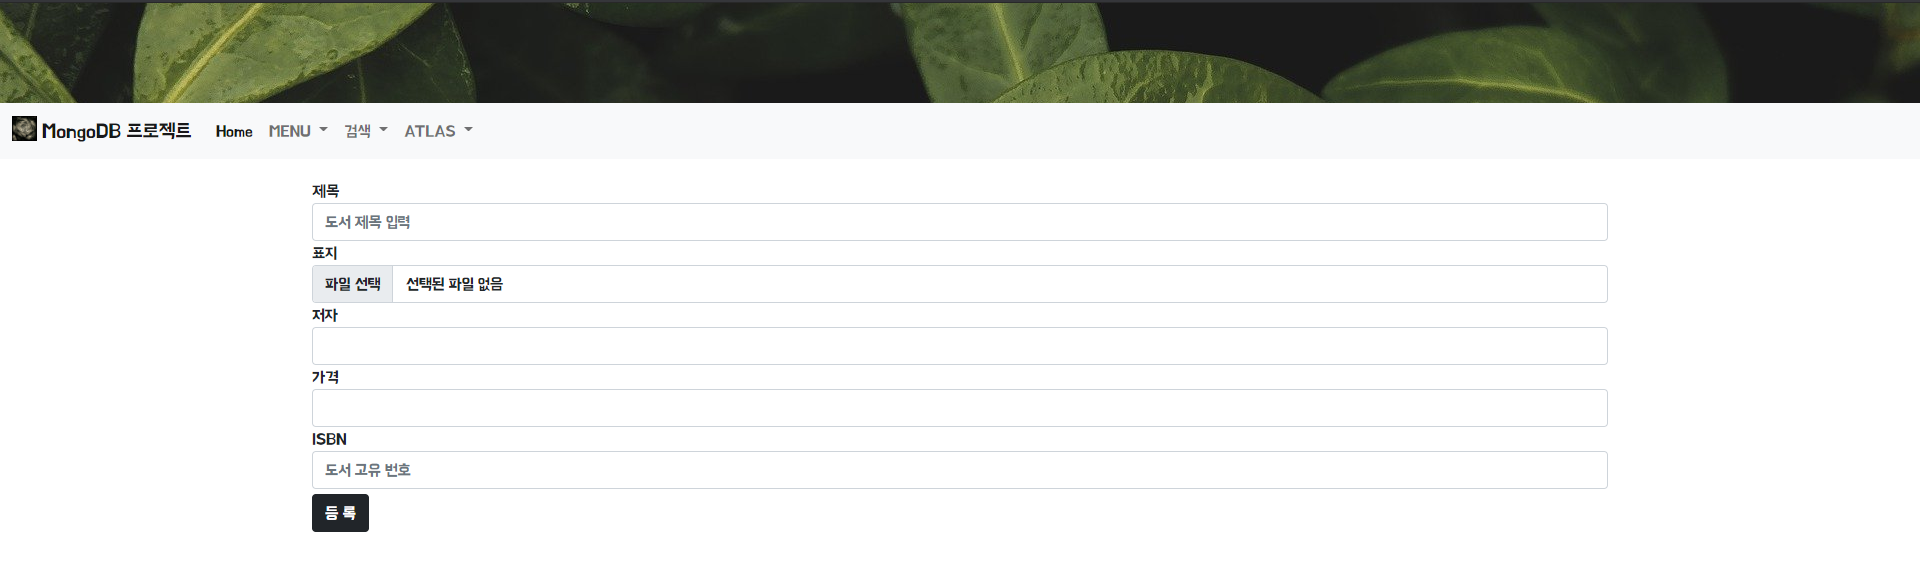 MongoDB 프로젝트 Home MENU 검색 ATLAS
제목
도서 제목 입력
표지
파일 선택 선택된 파일 없음
저자
가격
ISBN
도서 고유 번호
등 록